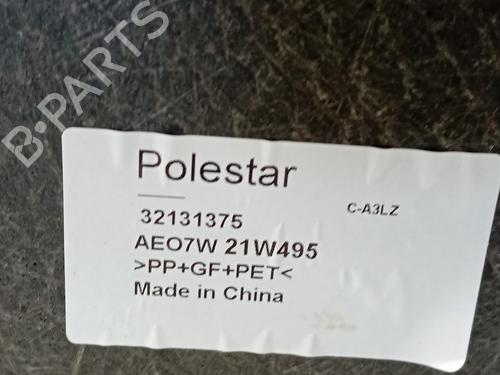 B-PARTS
Polestar
C-A3LZ
32131375
AEO7W 21W495
>PP+GF+PET<
Made in China